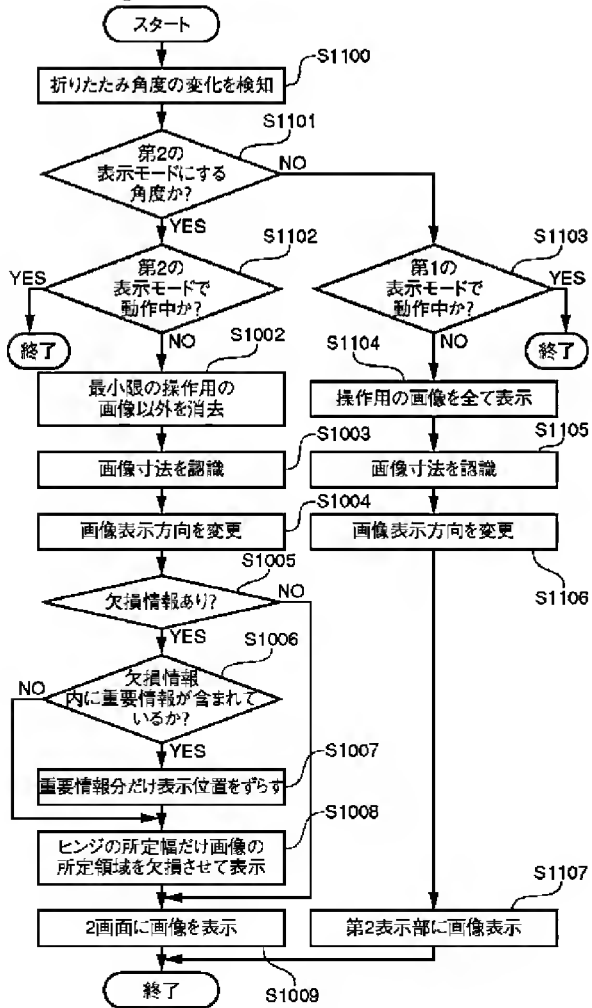 スタート
S1100
折りたたみ角度の変化を検知
S1101
第2の
表示モードにする
角度か?
NO
YES
S1102
第2の
表示モードで
動作中か?
YES
終了
NO
S1103
第1の
表示モードで
動作中か?
YES
終了
NO
S1002
最小限の操作用の
画像以外を消去
S1104
操作用の画像を全て表示
S1003
画像寸法を認識
S1105
画像寸法を認識
S1004
画像表示方向を変更
S1106
画像表示方向を変更
S1005
欠損情報あり?
NO
YES
S1006
欠損情報
内に重要情報が含まれて
いるか?
NO
YES
S1007
重要情報分だけ表示位置をずらす
S1008
ヒンジの所定幅だけ画像の
所定領域を欠損させて表示
S1009
2画面に画像を表示
S1107
第2表示部に画像表示
終了